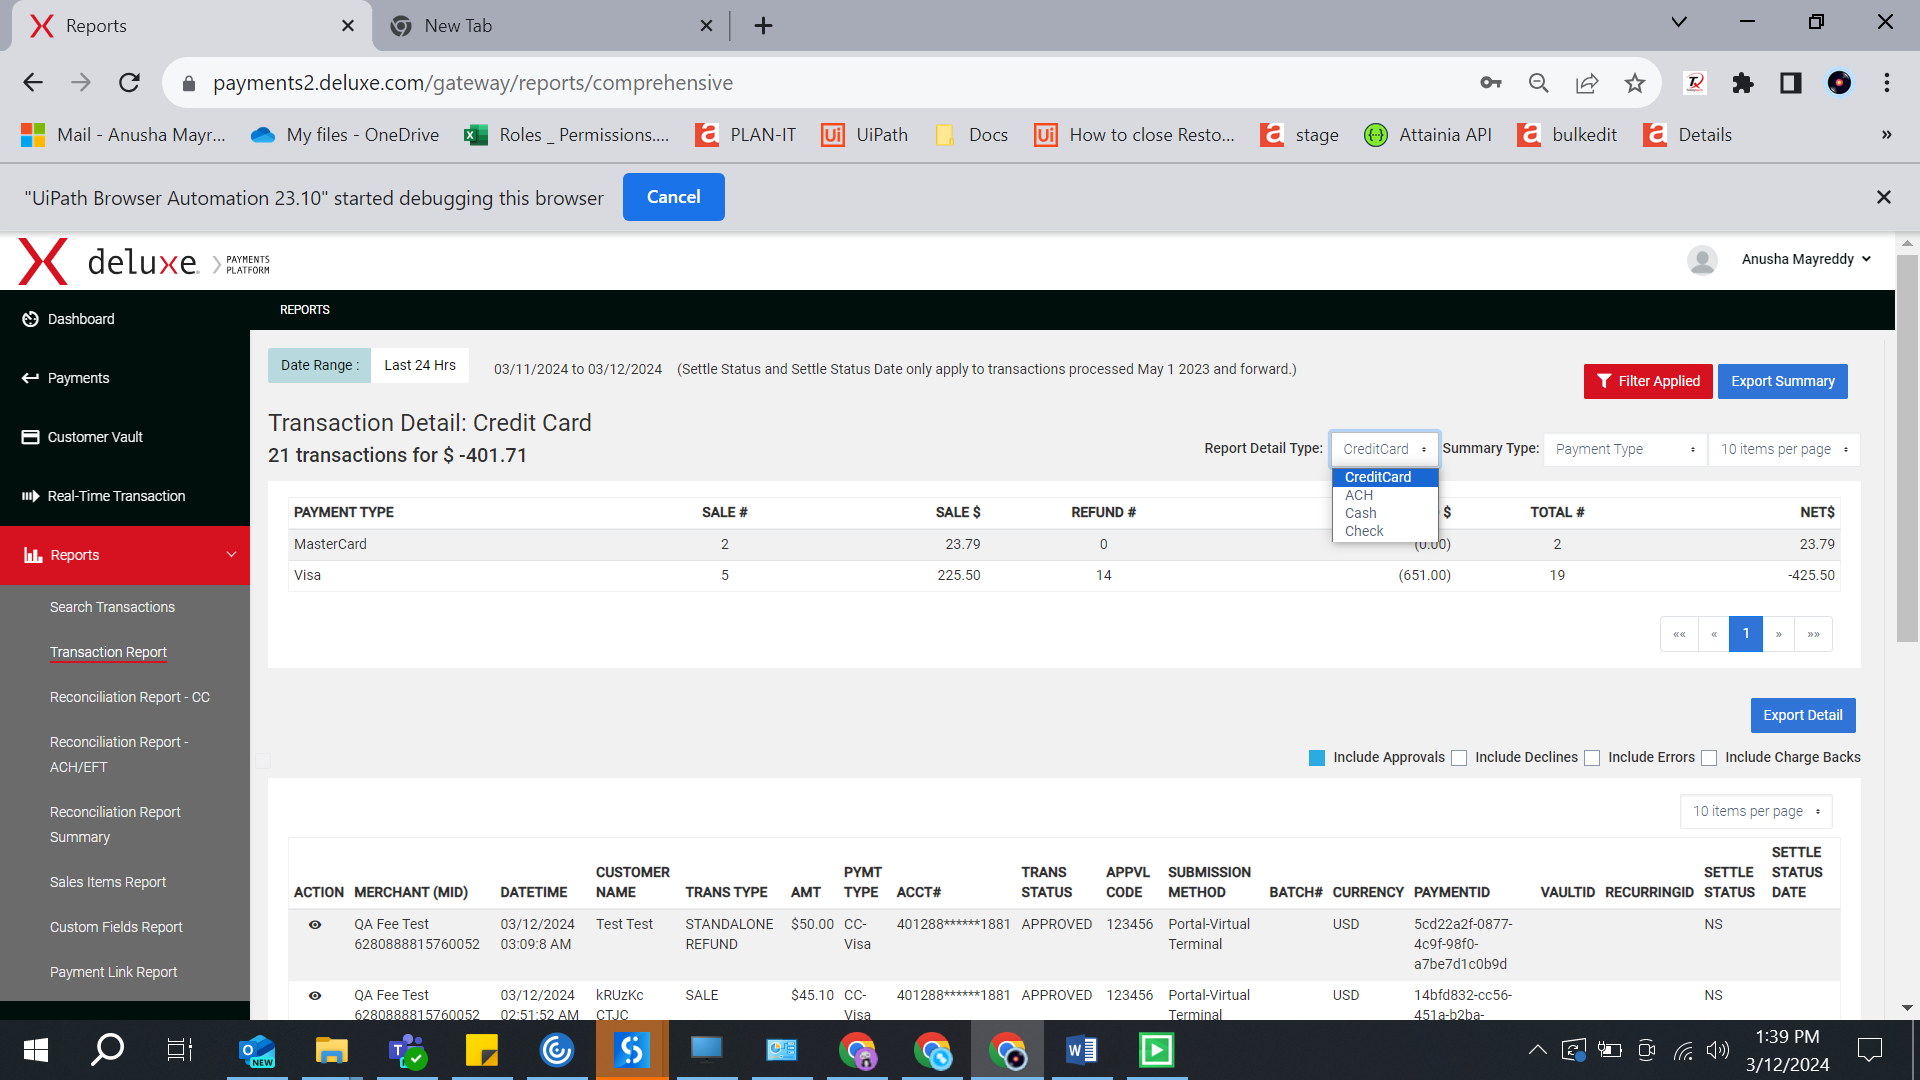 Reports
New Tab
payments2.deluxe.com/gateway/reports/comprehensive
Mail - Anusha Mayr...
My files - OneDrive
Roles _ Permissions....
PLAN-IT
UiPath
Docs
How to close Resto...
stage
Attainia API
bulkedit
Details
»
"UiPath Browser Automation 23.10" started debugging this browser
Cancel
deluxe. PAYMENTS
PLATFORM
Anusha Mayreddy
Dashboard
Payments
Customer Vault
Real-Time Transaction
Reports
Search Transactions
Transaction Report
Reconciliation Report - CC
Reconciliation Report -
ACH/EFT
Reconciliation Report
Summary
Sales Items Report
Custom Fields Report
Payment Link Report
REPORTS
Date Range : Last 24 Hrs 03/11/2024 to 03/12/2024 (Settle Status and Settle Status Date only apply to transactions processed May 1 2023 and forward.)
Filter Applied Export Summary
Transaction Detail: Credit Card
21 transactions for $ -401.71
Report Detail Type: CreditCard Summary Type: Payment Type 10 items per page
CreditCard
ACH
Cash
Check
PAYMENT TYPE SALE # SALE $ REFUND # $ TOTAL # NET$
MasterCard 2 23.79 0 (0.00) 2 23.79
Visa 5 225.50 14 (651.00) 19 -425.50
«« « 1 » »»
Export Detail
Include Approvals Include Declines Include Errors Include Charge Backs
10 items per page
ACTION MERCHANT (MID) DATETIME CUSTOMER NAME TRANS TYPE AMT PYMT TYPE ACCT# TRANS STATUS APPVL CODE SUBMISSION METHOD BATCH# CURRENCY PAYMENTID VAULTID RECURRINGID SETTLE STATUS SETTLE STATUS DATE
QA Fee Test 03/12/2024 Test Test STANDALONE $50.00 CC- 401288******1881 APPROVED 123456 Portal-Virtual USD 5cd22a2f-0877- NS
6280888815760052 03:09:8 AM REFUND Visa Terminal 4c9f-98f0-
a7be7d1c0b9d
QA Fee Test 03/12/2024 kRUzKc SALE $45.10 CC- 401288******1881 APPROVED 123456 Portal-Virtual USD 14bfd832-cc56- NS
6280888815760052 02:51:52 AM CTJC Visa Terminal 451a-b2ba-
NEW
1:39 PM
3/12/2024